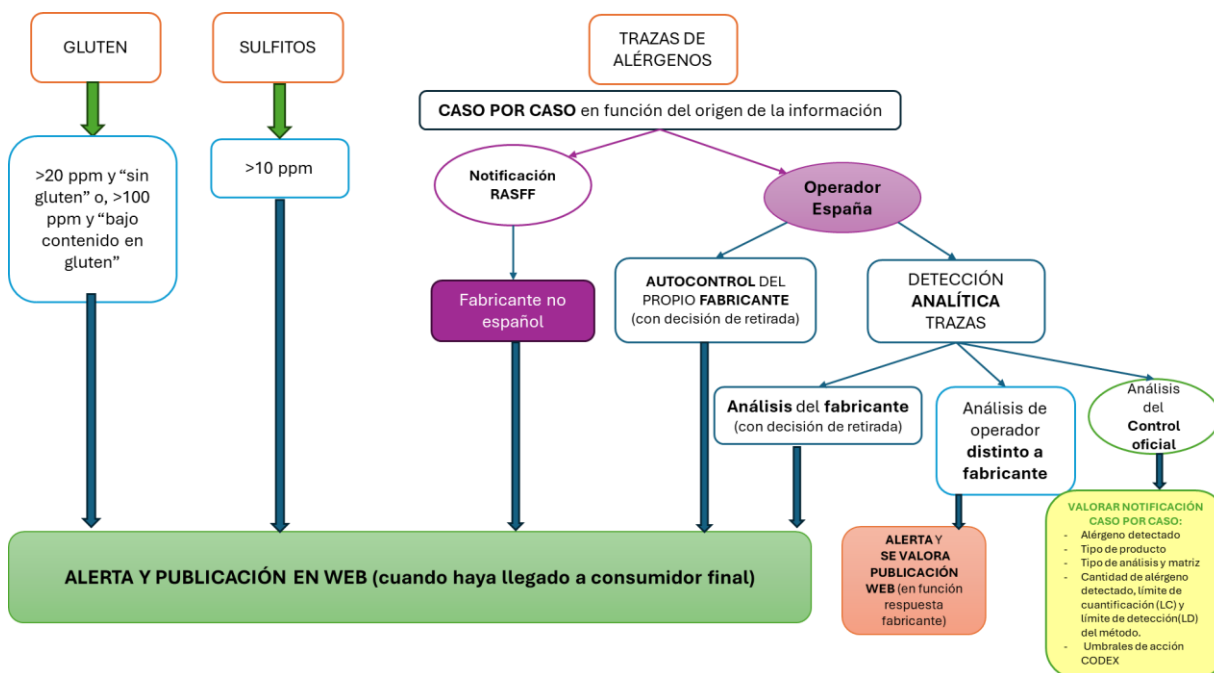 GLUTEN
SULFITOS
TRAZAS DE
ALÉRGENOS
CASO POR CASO en función del origen de la información
>20 ppm y “sin
gluten” o, >100
ppm y “bajo
contenido en
gluten”
>10 ppm
Notificación
RASFF
Operador
España
Fabricante no
español
AUTOCONTROL DEL
PROPIO FABRICANTE
(con decisión de retirada)
DETECCIÓN
ANALÍTICA
TRAZAS
Análisis del fabricante
(con decisión de retirada)
Análisis de
operador
distinto a
fabricante
Análisis
del
Control
oficial
ALERTA Y PUBLICACIÓN EN WEB (cuando haya llegado a consumidor final)
ALERTA Y
SE VALORA
PUBLICACIÓN
WEB (en función
respuesta
fabricante)
VALORAR NOTIFICACIÓN
CASO POR CASO:
- Alérgeno detectado
- Tipo de producto
- Tipo de análisis y matriz
- Cantidad de alérgeno
detectado, límite de
cuantificación (LC) y
límite de detección(LD)
del método.
- Umbrales de acción
CODEX